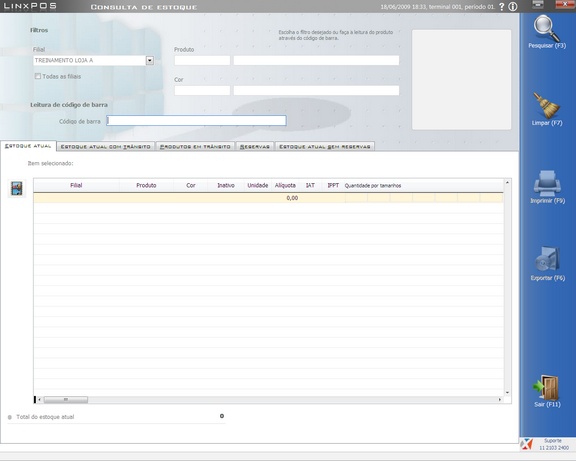 LINXPOS CONSULTA DE ESTOQUE 18/06/2009 18:33, terminal 001, período 01. ?
Filtros
Escolha o filtro desejado ou faça a leitura do produto
através do código de barra.
Filial
Produto
TREINAMENTO LOJA A
Todas as filiais
Cor
Leitura de código de barra
Código de barra
ESTOQUE ATUAL ESTOQUE ATUAL COM TRÂNSITO PRODUTOS EM TRÂNSITO RESERVAS ESTOQUE ATUAL SEM RESERVAS
Item selecionado:
Filial Produto Cor Inativo Unidade Alíquota IAT IPPT Quantidade por tamanhos
0,00
Total do estoque atual 0
Pesquisar (F3)
Limpar (F7)
Imprimir (F9)
Exportar (F6)
Sair (F11)
Suporte
11 2103 2400